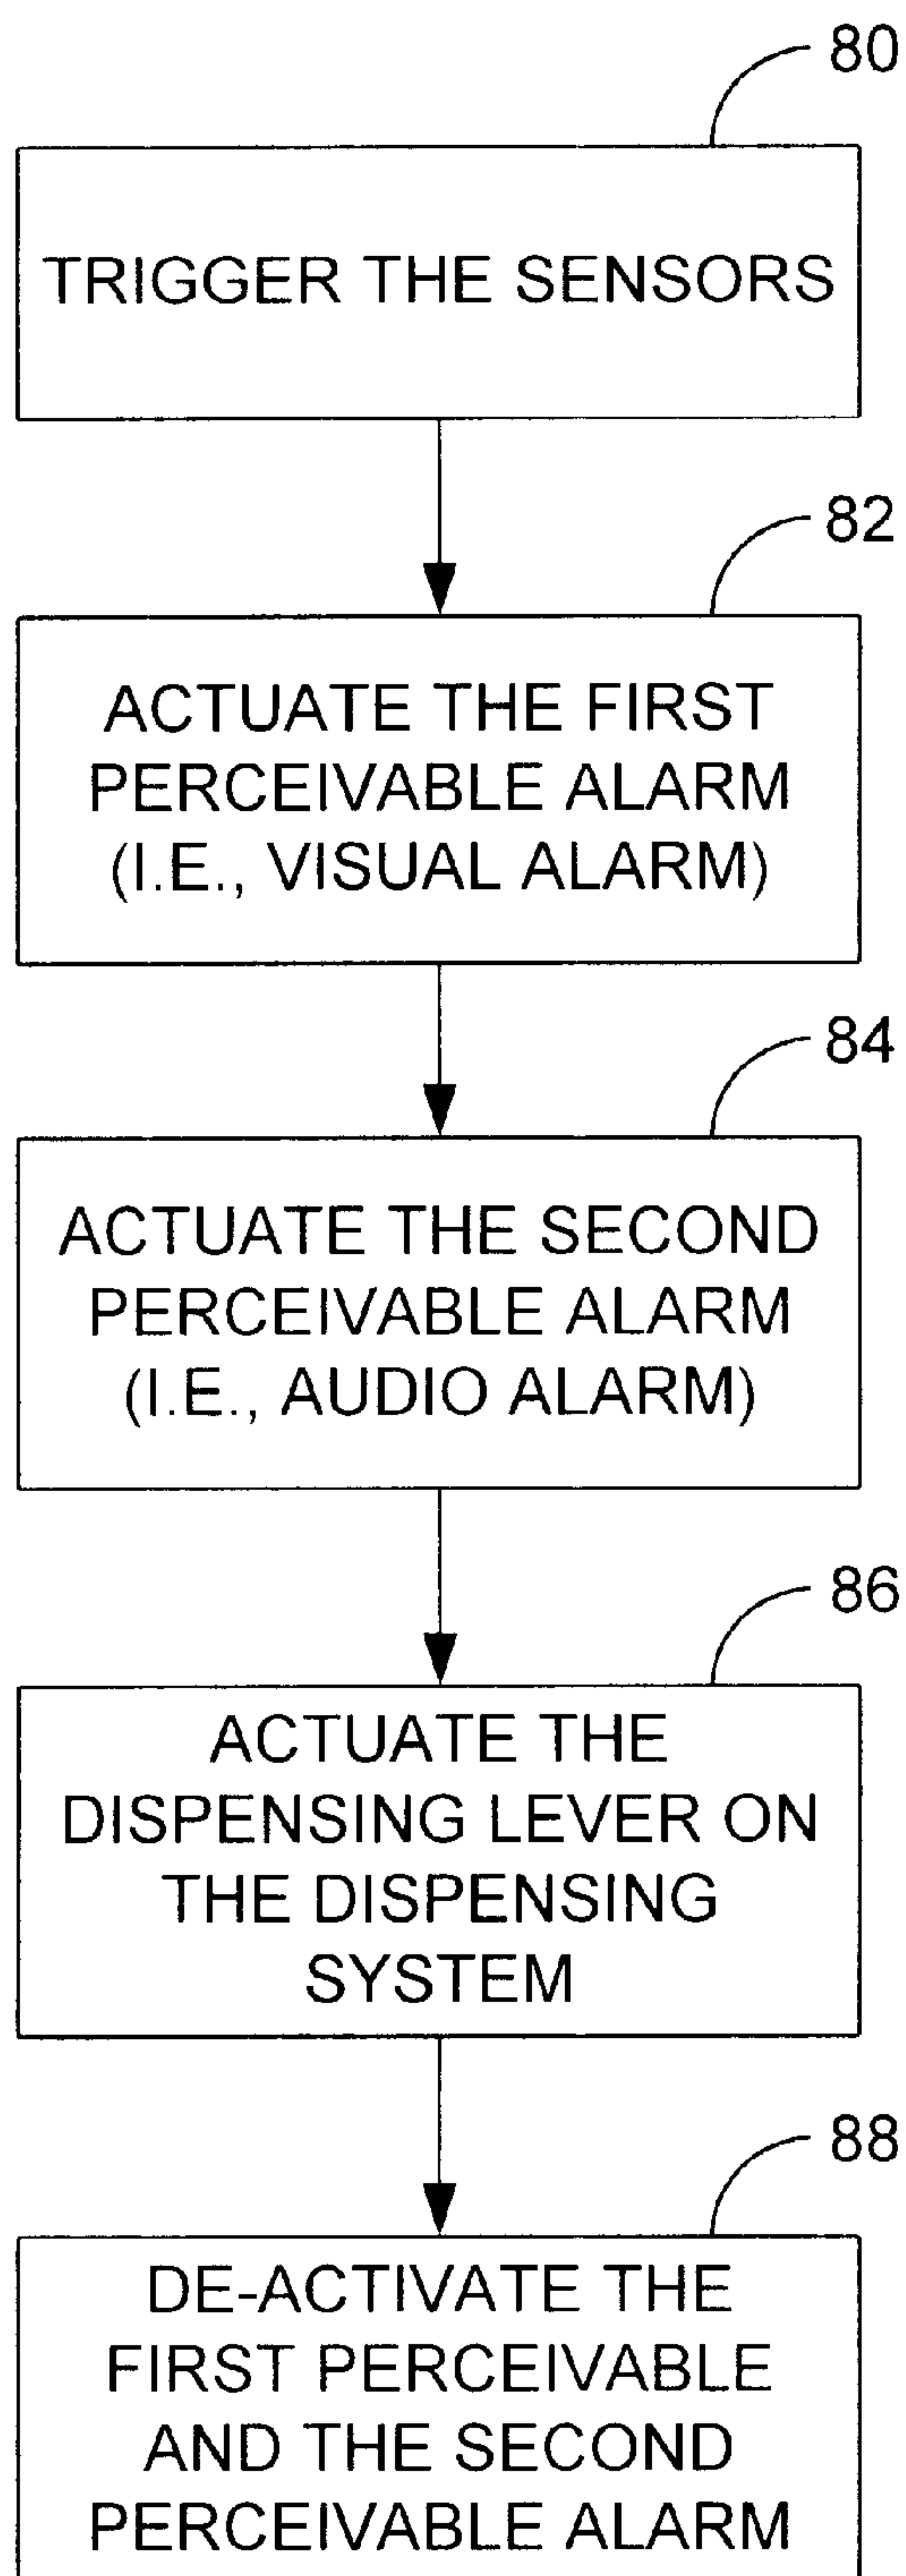 80
TRIGGER THE SENSORS
82
ACTUATE THE FIRST
PERCEIVABLE ALARM
(I.E., VISUAL ALARM)
84
ACTUATE THE SECOND
PERCEIVABLE ALARM
(I.E., AUDIO ALARM)
86
ACTUATE THE
DISPENSING LEVER ON
THE DISPENSING
SYSTEM
88
DE-ACTIVATE THE
FIRST PERCEIVABLE
AND THE SECOND
PERCEIVABLE ALARM